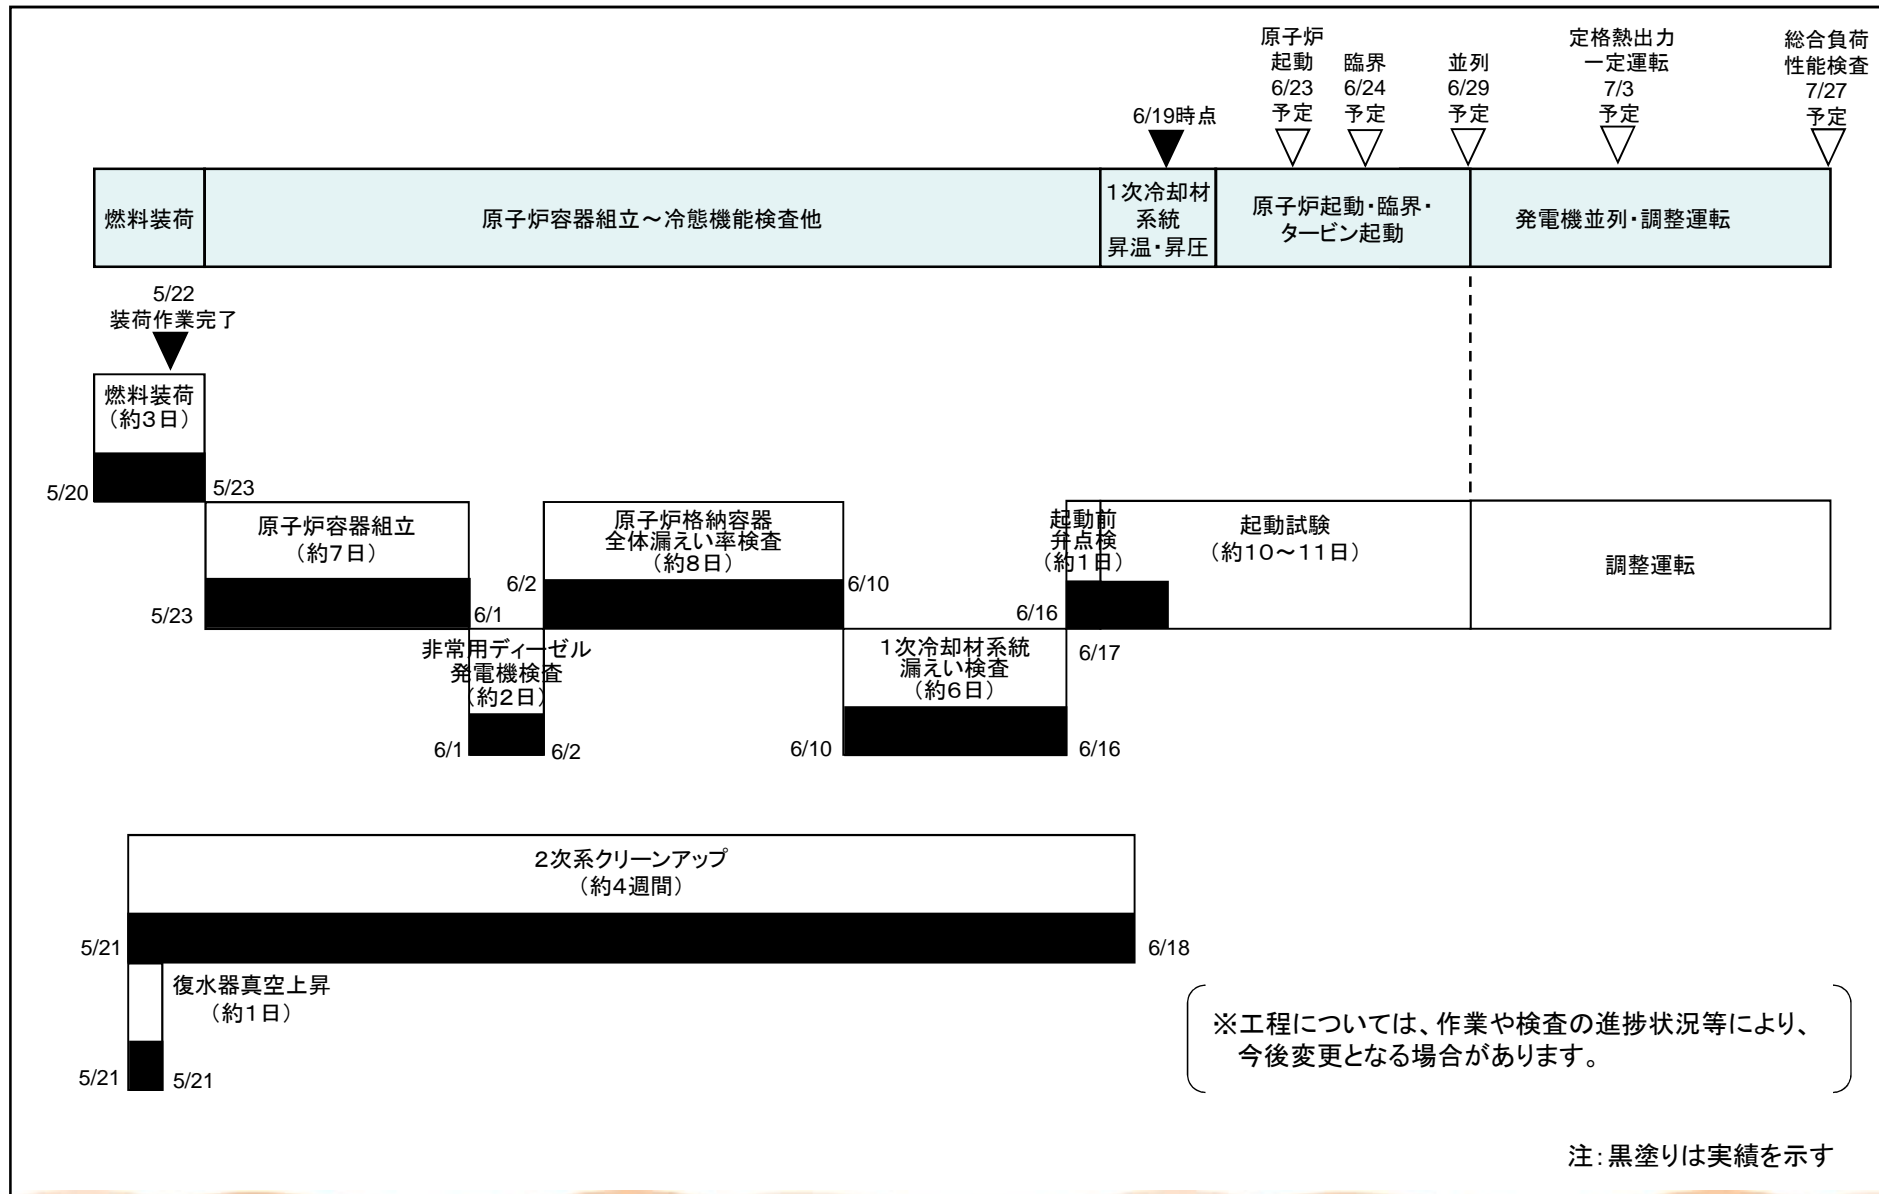 原子炉
起動
6/23
予定
臨界
6/24
予定
並列
6/29
予定
定格熱出力
一定運転
7/3
予定
総合負荷
性能検査
7/27
予定
6/19時点
燃料装荷
原子炉容器組立～冷態機能検査他
1次冷却材
系統
昇温・昇圧
原子炉起動・臨界・
タービン起動
発電機並列・調整運転
5/22
装荷作業完了
燃料装荷
（約3日）
5/20
5/23
原子炉容器組立
（約7日）
5/23
6/1
原子炉格納容器
全体漏えい率検査
（約8日）
6/2
6/10
起動前
弁点検
（約1日）
6/16
6/17
起動試験
（約10～11日）
調整運転
非常用ディーゼル
発電機検査
（約2日）
6/1
6/2
1次冷却材系統
漏えい検査
（約6日）
6/10
6/16
2次系クリーンアップ
（約4週間）
5/21
6/18
復水器真空上昇
（約1日）
5/21
5/21
※工程については、作業や検査の進捗状況等により、
今後変更となる場合があります。
注：黒塗りは実績を示す